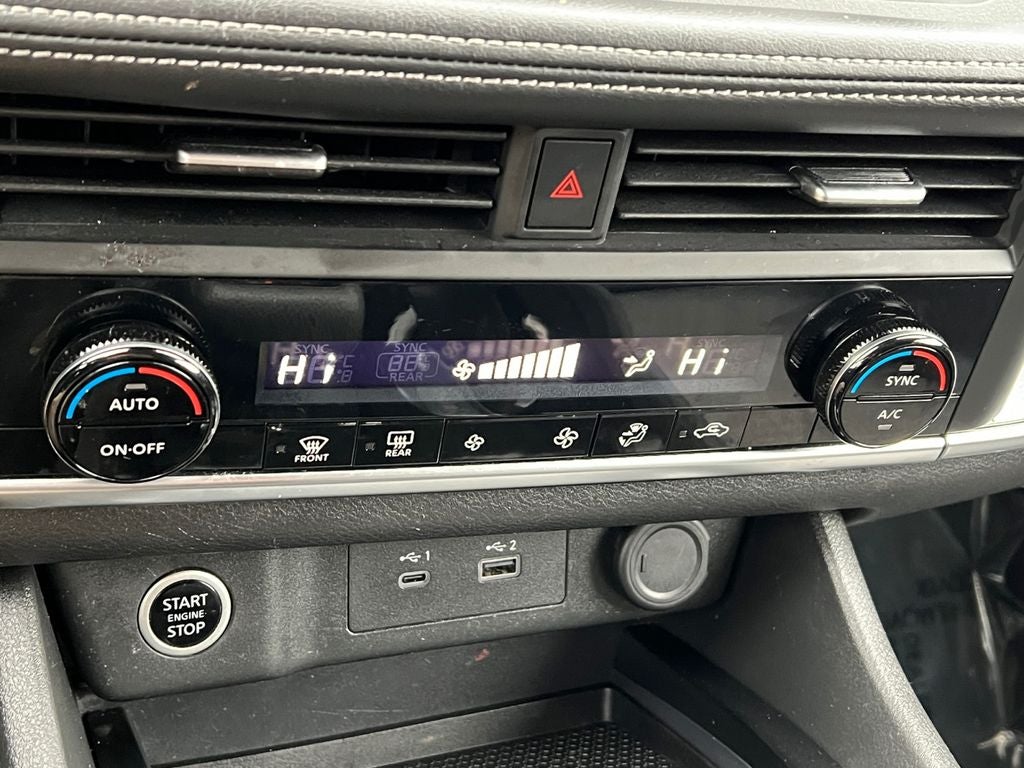 SYNC
SYNC
SYNC
Hi
REAR
Hi
AUTO
ON·OFF
SYNC
A/C
FRONT
REAR
1
2
START
ENGINE
STOP